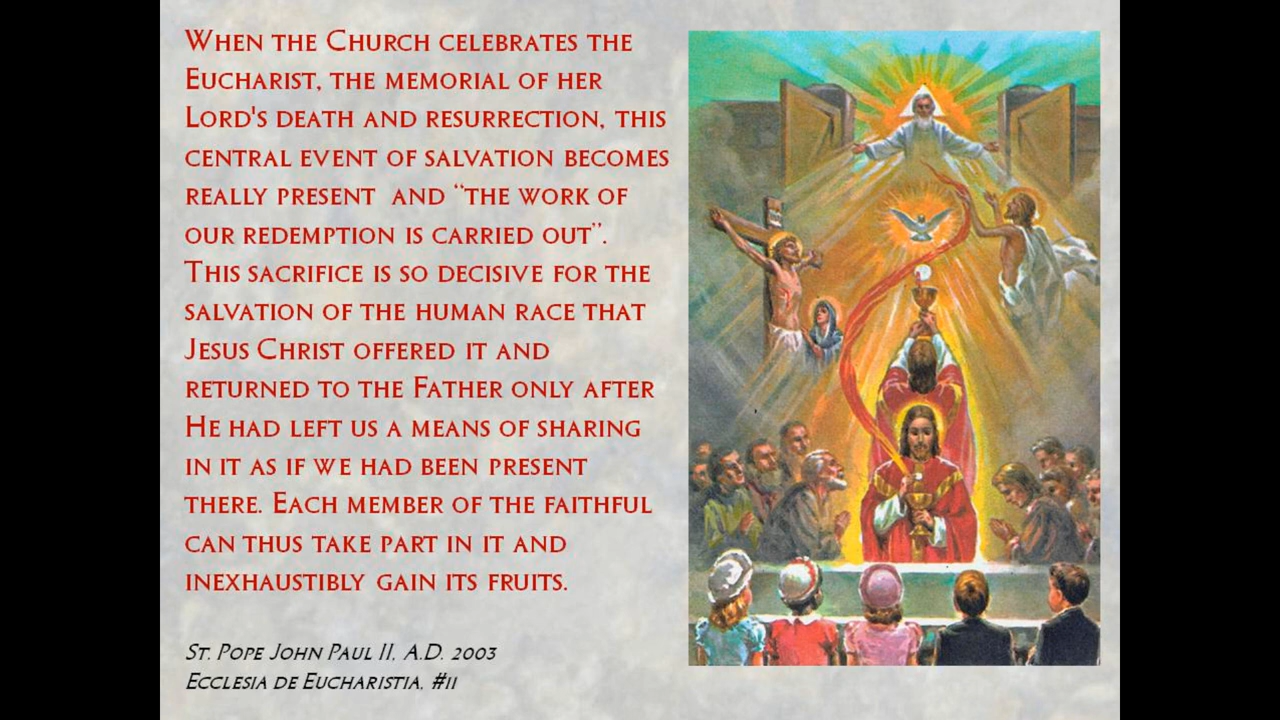 When the Church celebrates the
Eucharist, the memorial of her
Lord's death and resurrection, this
central event of salvation becomes
really present and “the work of
our redemption is carried out”.
This sacrifice is so decisive for the
salvation of the human race that
Jesus Christ offered it and
returned to the Father only after
He had left us a means of sharing
in it as if we had been present
there. Each member of the faithful
can thus take part in it and
inexhaustibly gain its fruits.
St. Pope John Paul II, A.D. 2003
Ecclesia de Eucharistia, #11